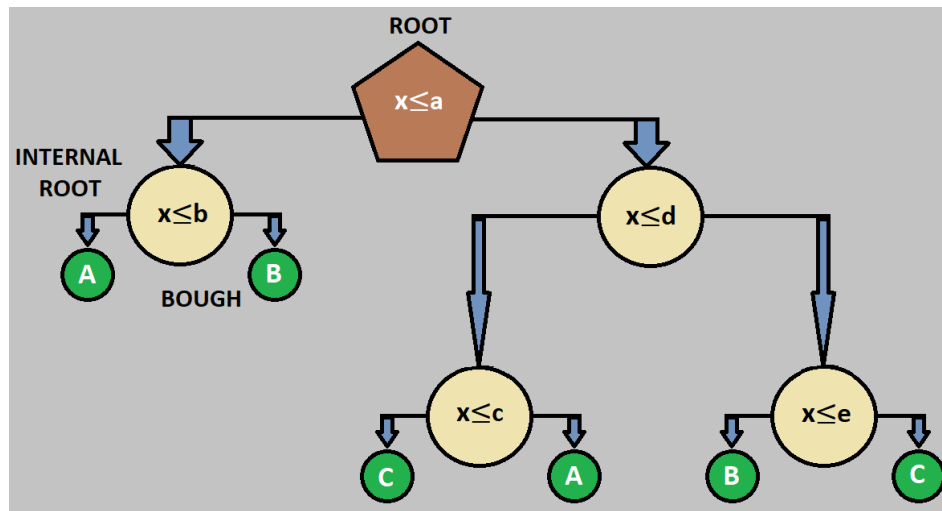 ROOT
x≤a
INTERNAL
ROOT
x≤b
x≤d
A
B
BOUGH
x≤c
x≤e
C
A
B
C